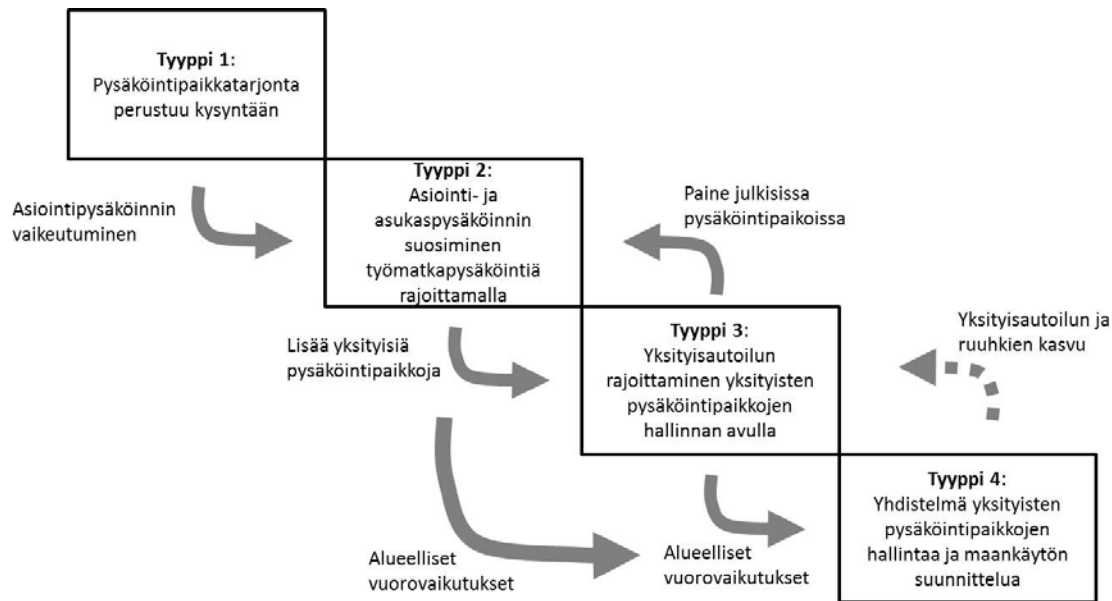 Tyyppi 1:
Pysäköintipaikkatarjonta
perustuu kysyntään
Asiointipysäköinnin
vaikeutuminen
Tyyppi 2:
Asiointi- ja
asukaspysäköinnin
suosiminen
työmatkapysäköintiä
rajoittamalla
Paine julkisissa
pysäköintipaikoissa
Lisää yksityisiä
pysäköintipaikkoja
Tyyppi 3:
Yksityisautoilun
rajoittaminen yksityisten
pysäköintipaikkojen
hallinnan avulla
Yksityisautoilun ja
ruuhkien kasvu
Alueelliset
vuorovaikutukset
Alueelliset
vuorovaikutukset
Tyyppi 4:
Yhdistelmä yksityisten
pysäköintipaikkojen
hallintaa ja maankäytön
suunnittelua